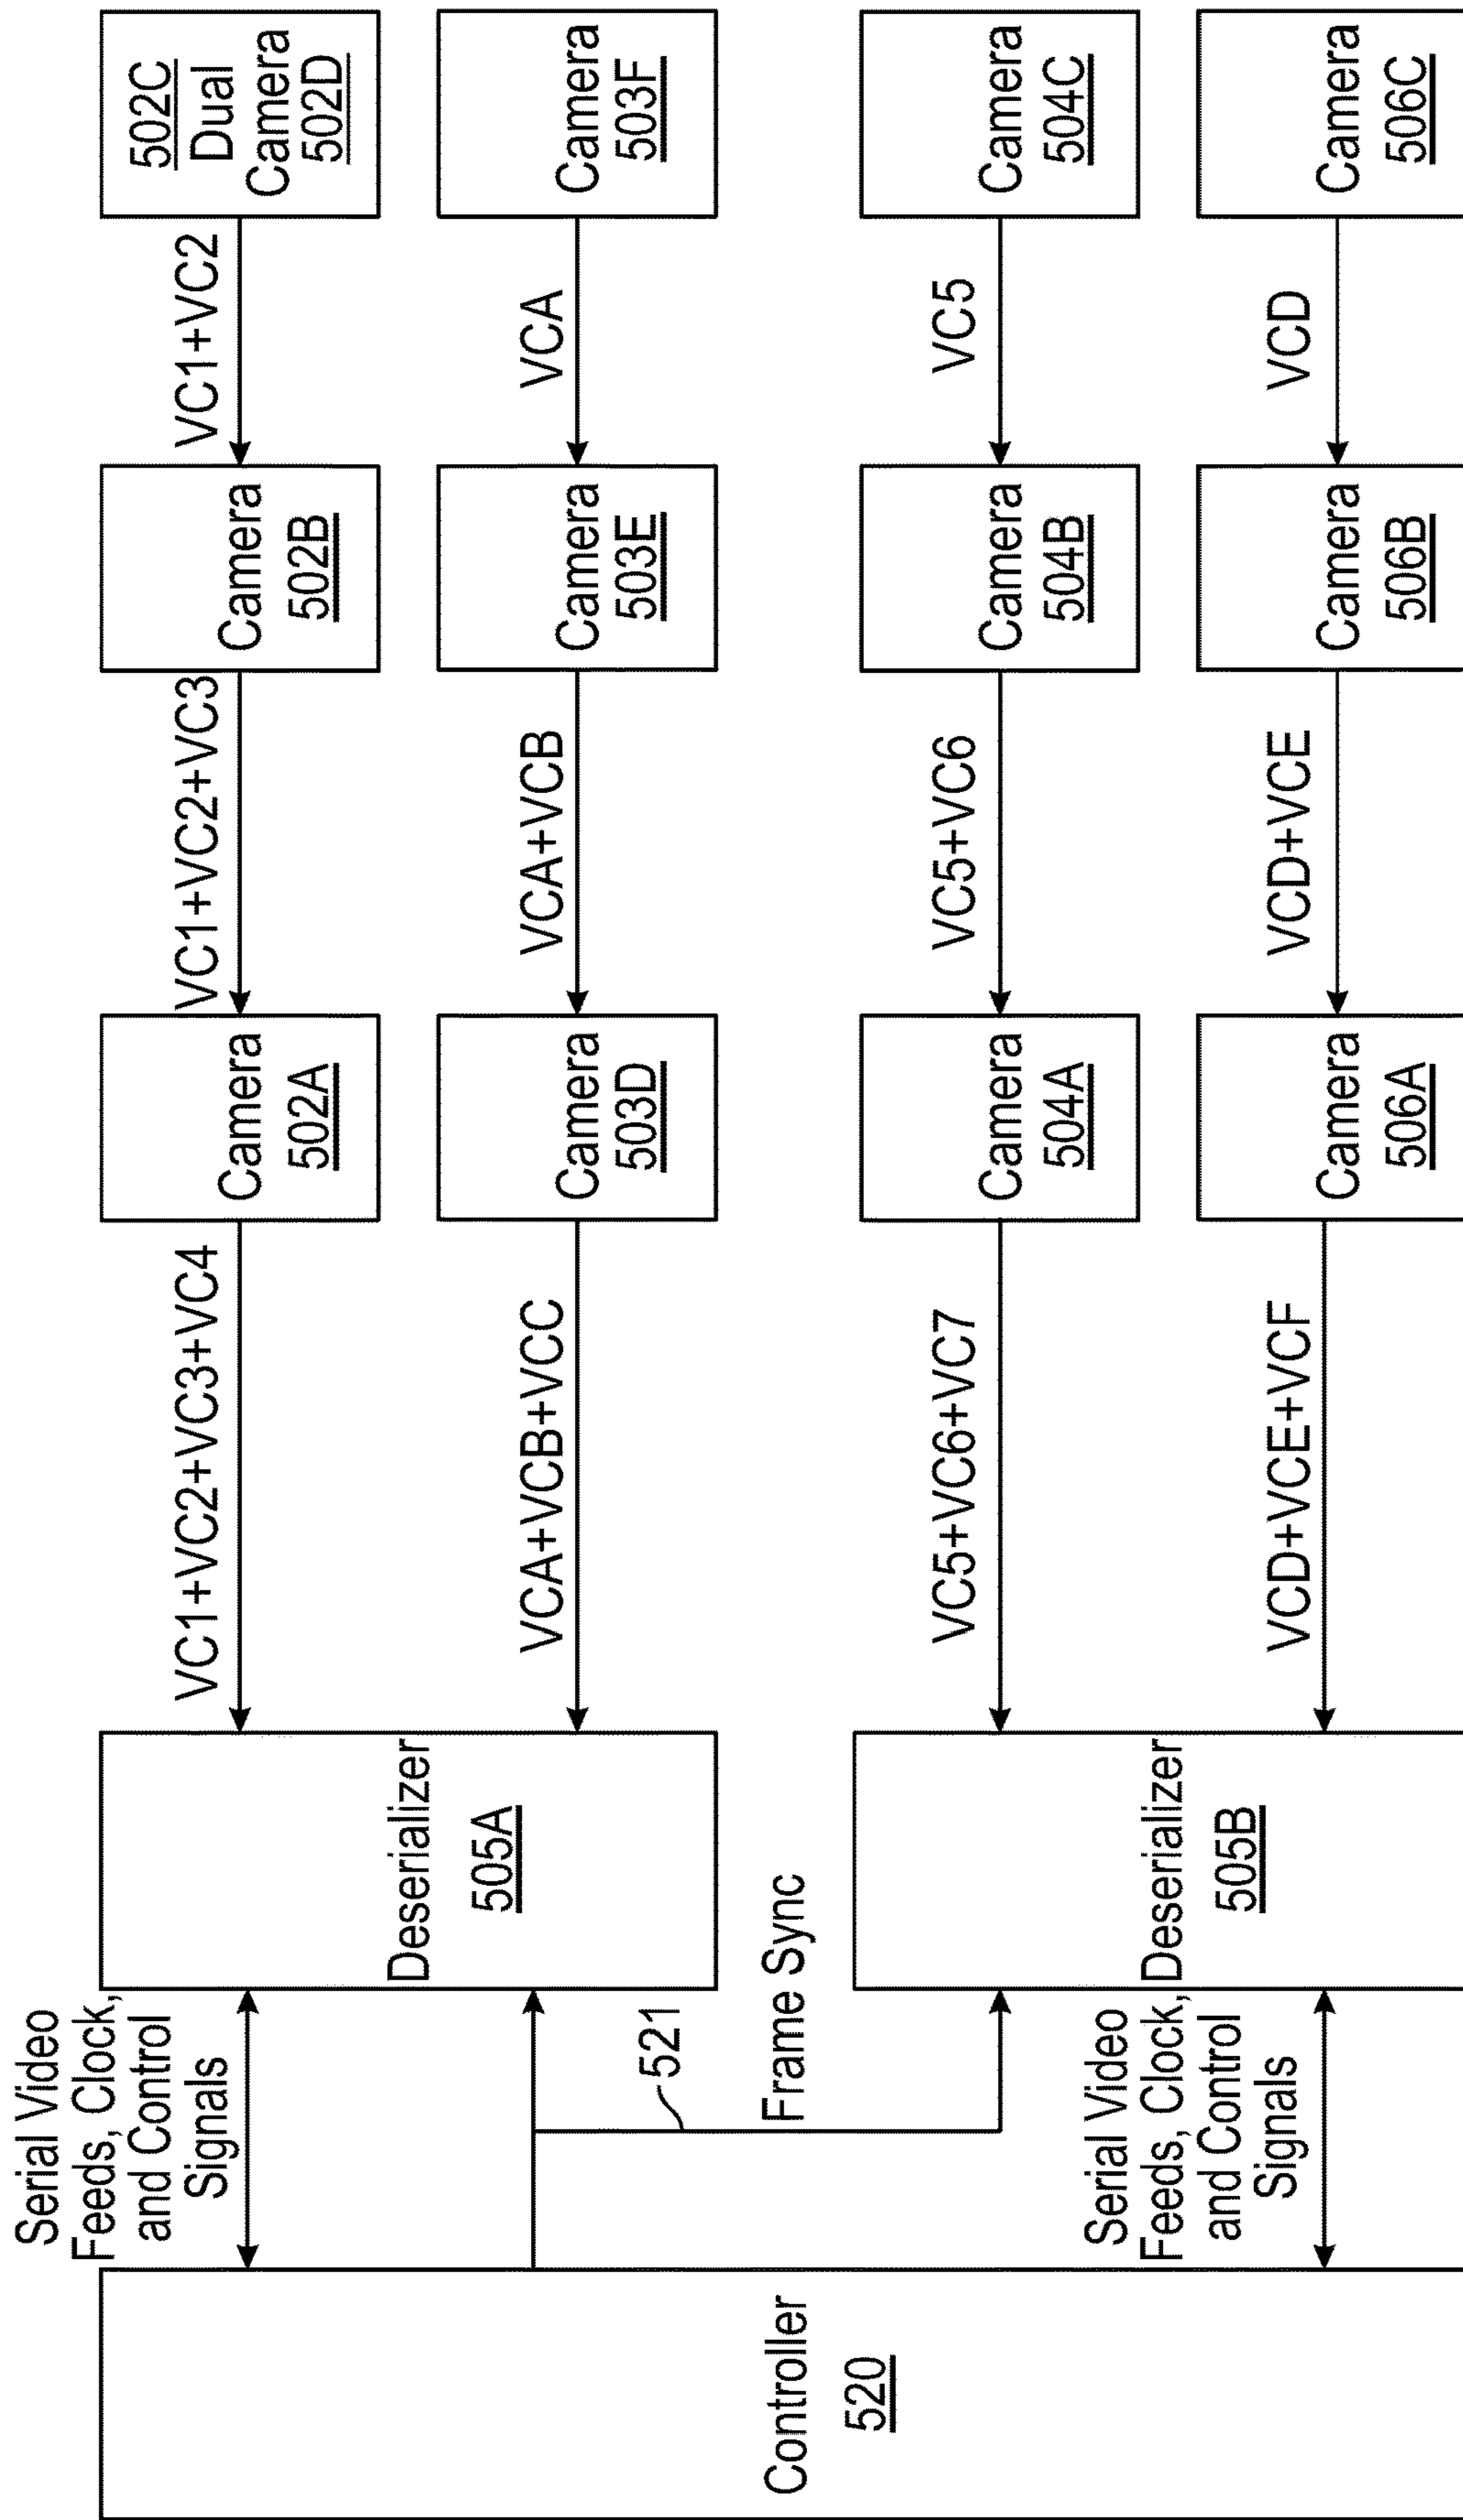 502C
Dual
Camera
502D
VC1+VC2
Camera
502B
VC1+VC2+VC3
Camera
502A
VC1+VC2+VC3+VC4
Camera
503F
VCA
Camera
503E
VCA+VCB
Camera
503D
VCA+VCB+VCC
Deserializer
505A
Serial Video
Feeds, Clock,
and Control
Signals
Camera
504C
VC5
Camera
504B
VC5+VC6
Camera
504A
VC5+VC6+VC7
Camera
506C
VCD
Camera
506B
VCD+VCE
Camera
506A
VCD+VCE+VCF
Deserializer
505B
521
Frame Sync
Serial Video
Feeds, Clock,
and Control
Signals
Controller
520